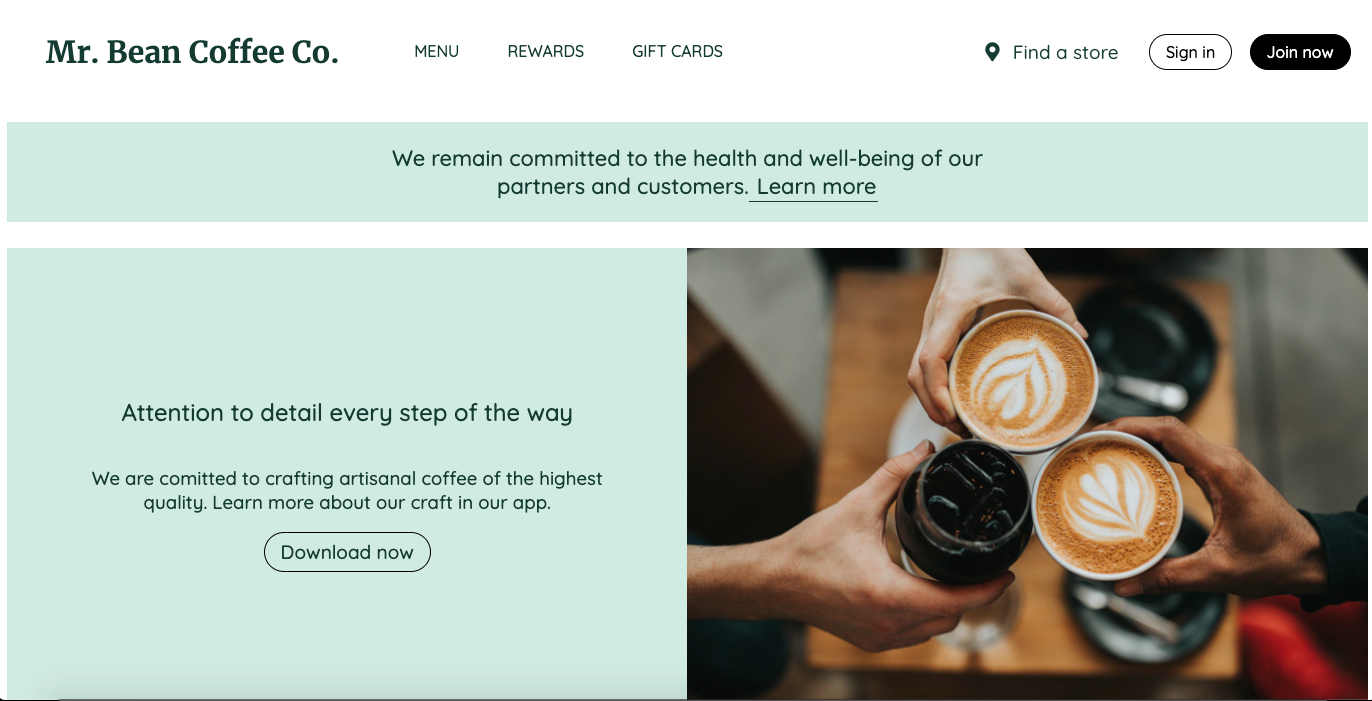 Mr. Bean Coffee Co.
MENU
REWARDS
GIFT CARDS
Find a store
Sign in
Join now
We remain committed to the health and well-being of our
partners and customers. Learn more
Attention to detail every step of the way
We are comitted to crafting artisanal coffee of the highest
quality. Learn more about our craft in our app.
Download now